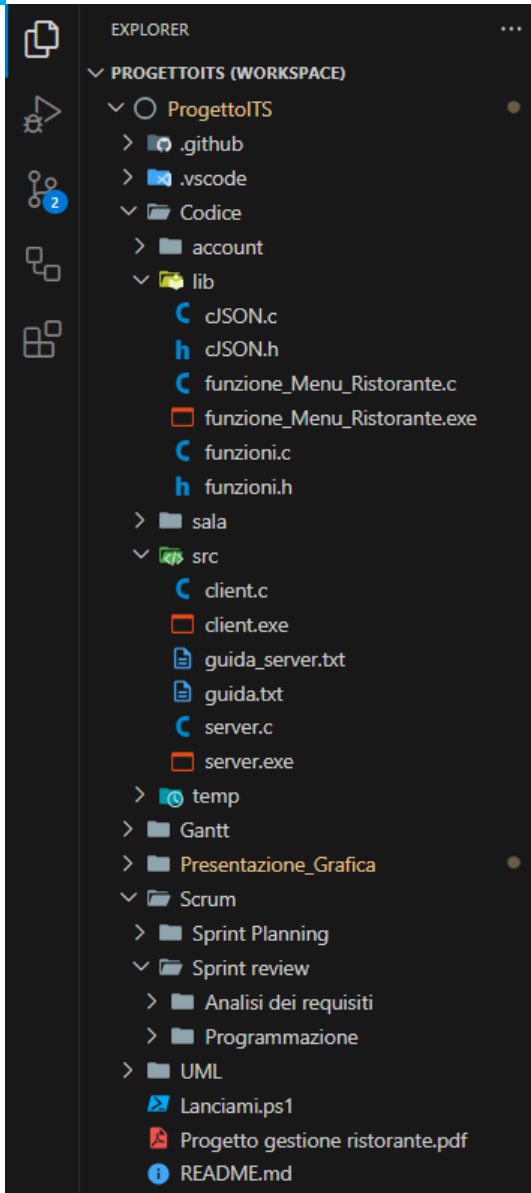 EXPLORER
PROGETTOITS (WORKSPACE)
ProgettoITS
.github
.vscode
Codice
account
lib
cJSON.c
cJSON.h
funzione_Menu_Ristorante.c
funzione_Menu_Ristorante.exe
funzioni.c
funzioni.h
sala
src
client.c
client.exe
2
guida_server.txt
guida.txt
server.c
server.exe
temp
Gantt
Presentazione_Grafica
Scrum
Sprint Planning
Sprint review
Analisi dei requisiti
Programmazione
UML
Lanciami.ps1
Progetto gestione ristorante.pdf
README.md